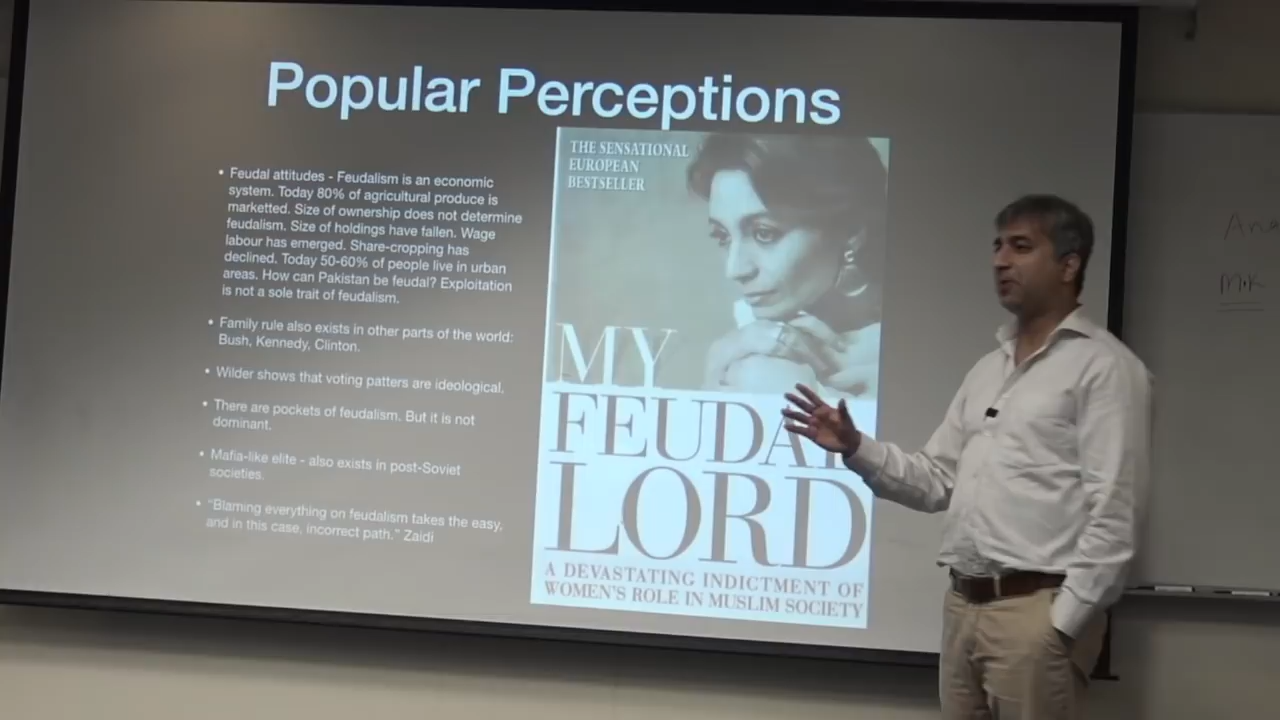 Popular Perceptions
• Feudal attitudes - Feudalism is an economic
system. Today 80% of agricultural produce is
marketted. Size of ownership does not determine
feudalism. Size of holdings have fallen. Wage
labour has emerged. Share-cropping has
declined. Today 50-60% of people live in urban
areas. How can Pakistan be feudal? Exploitation
is not a sole trait of feudalism.
• Family rule also exists in other parts of the world:
Bush, Kennedy, Clinton.
• Wilder shows that voting patters are ideological.
• There are pockets of feudalism. But it is not
dominant.
• Mafia-like elite - also exists in post-Soviet
societies.
• "Blaming everything on feudalism takes the easy,
and in this case, incorrect path." Zaidi
THE SENSATIONAL
EUROPEAN
BESTSELLER
MY
FEUDAL
LORD
A DEVASTATING INDICTMENT OF
WOMEN'S ROLE IN MUSLIM SOCIETY